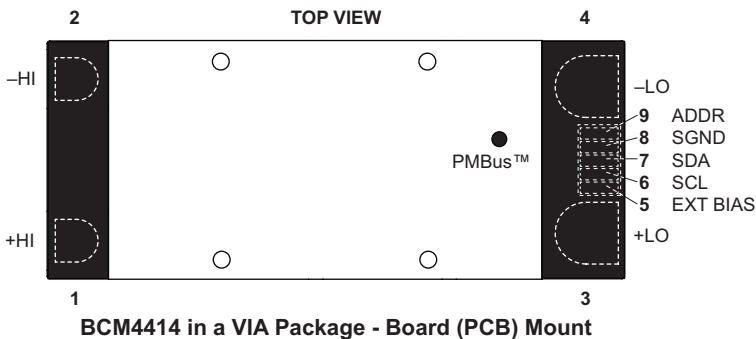 2 TOP VIEW 4
–HI
–LO
9 ADDR
8 SGND
7 SDA
PMBus™
6 SCL
5 EXT BIAS
+HI
+LO
1 3
BCM4414 in a VIA Package - Board (PCB) Mount